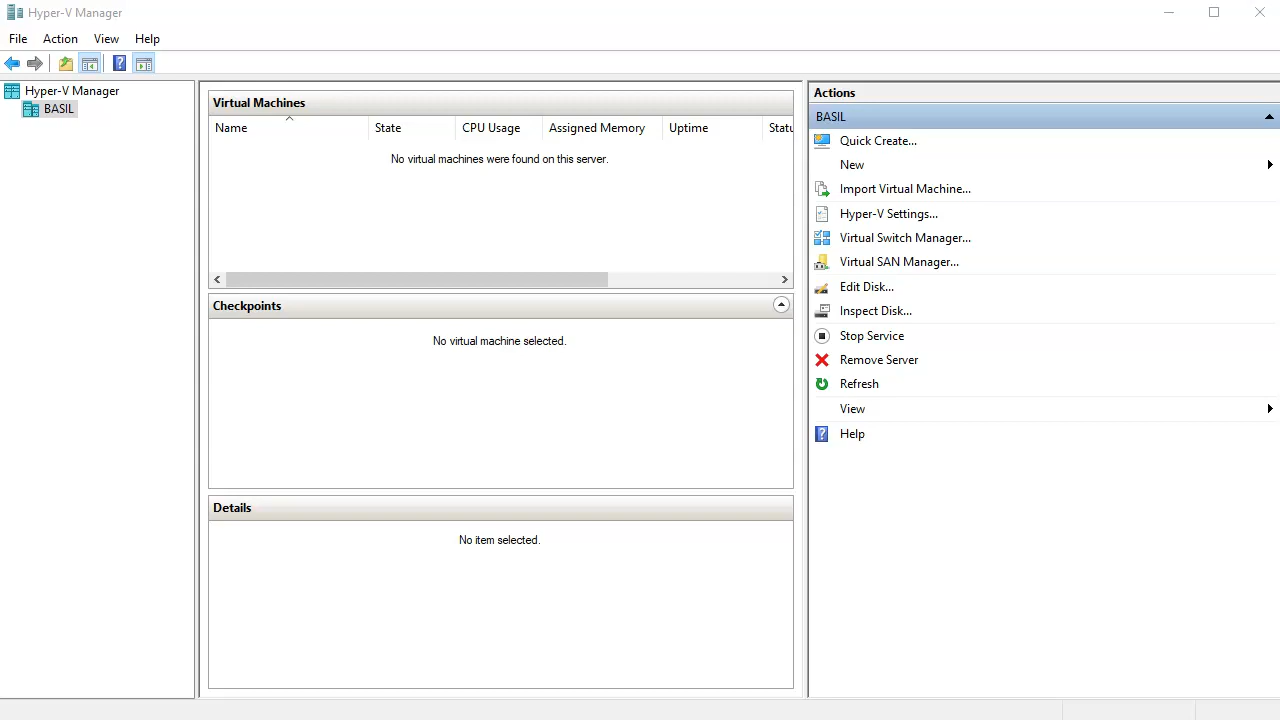 Hyper-V Manager
File Action View Help
Hyper-V Manager
BASIL
Virtual Machines
Name State CPU Usage Assigned Memory Uptime Statu
No virtual machines were found on this server.
Checkpoints
No virtual machine selected.
Details
No item selected.
Actions
BASIL
Quick Create...
New
Import Virtual Machine...
Hyper-V Settings...
Virtual Switch Manager...
Virtual SAN Manager...
Edit Disk...
Inspect Disk...
Stop Service
Remove Server
Refresh
View
Help